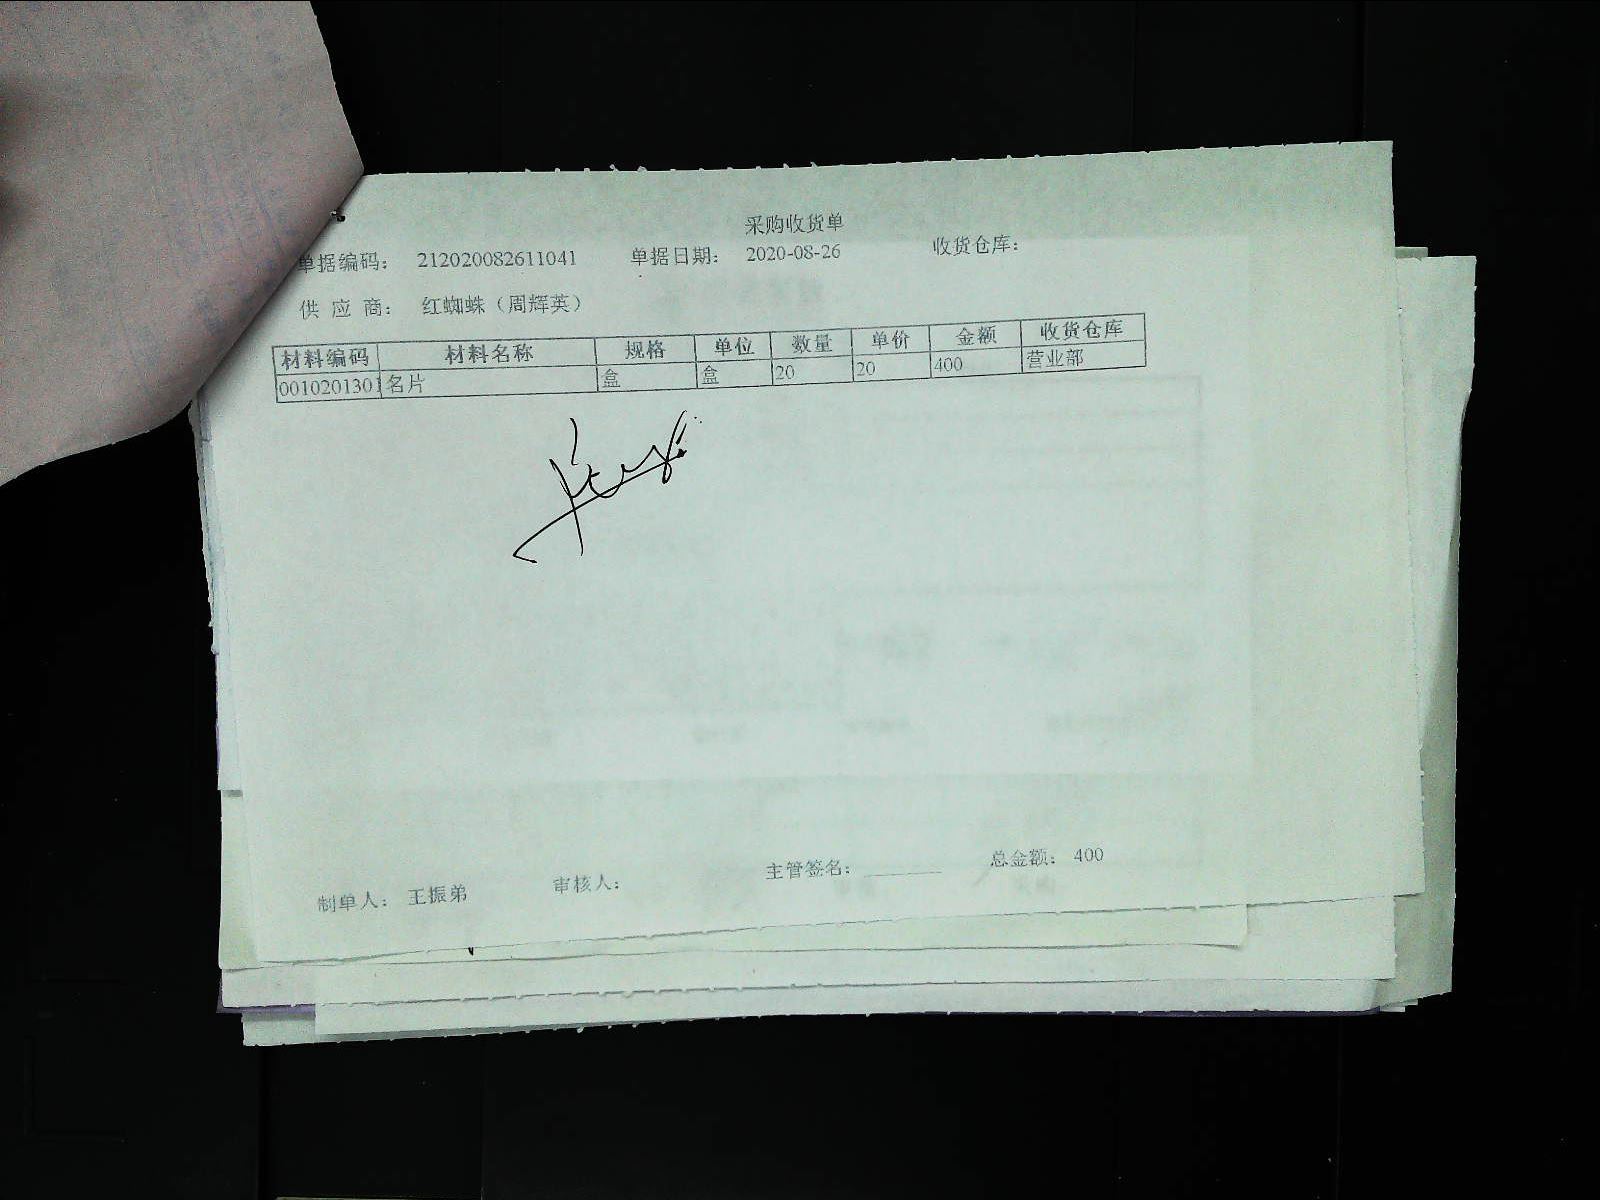 采购收货单
单据编码: 212020082611041 单据日期: 2020-08-26 收货仓库:
供 应 商: 红蜘蛛（周辉英）
材料编码 材料名称 规格 单位 数量 单价 金额 收货仓库
0010201301 名片 盒 盒 20 20 400 营业部
制单人: 王振弟 审核人: 主管签名: ________ 总金额: 400